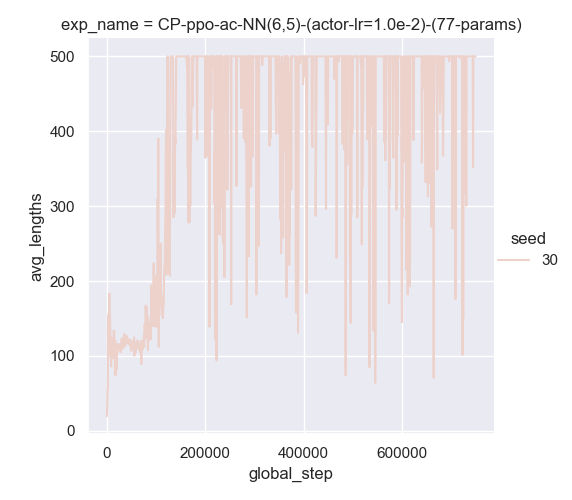 exp_name = CP-ppo-ac-NN(6,5)-(actor-lr=1.0e-2)-(77-params)
500
400
300
200
100
0
avg_lengths
0 200000 400000 600000
global_step
seed
30